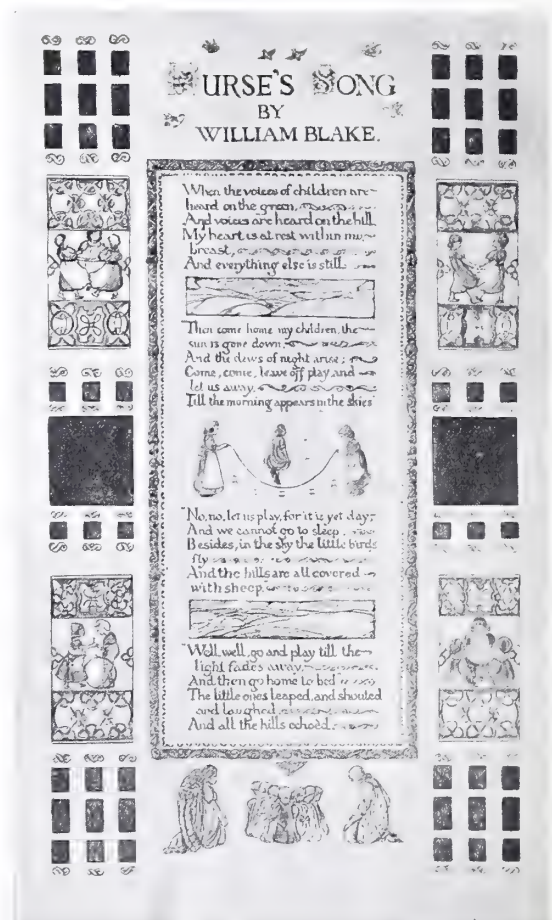 NURSE'S SONG
BY
WILLIAM BLAKE.
When the voices of children are
heard on the green,
And voices are heard on the hill
My heart is at rest within my
breast,
And everything else is still
Then come home my children, the
sun is gone down,
And the dews of night arise;
Come, come, leave off play, and
let us away,
Till the morning appears in the skies
"No, no, let us play, for it is yet day,
And we cannot go to sleep.
Besides, in the sky the little birds
fly
And the hills are all covered
with sheep.
"Well, well, go and play till the
light fades away,
And then go home to bed
The little ones leaped, and shouted
and laughed
And all the hills echoed.